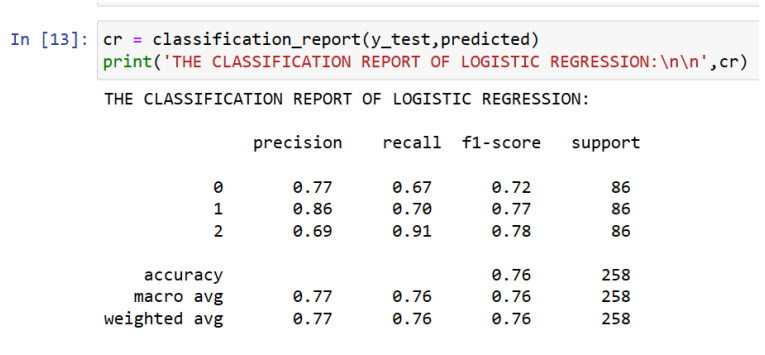 In [13]: cr = classification_report(y_test,predicted)
print('THE CLASSIFICATION REPORT OF LOGISTIC REGRESSION:\n\n',cr)
THE CLASSIFICATION REPORT OF LOGISTIC REGRESSION:
precision recall f1-score support
0 0.77 0.67 0.72 86
1 0.86 0.70 0.77 86
2 0.69 0.91 0.78 86
accuracy 0.76 258
macro avg 0.77 0.76 0.76 258
weighted avg 0.77 0.76 0.76 258